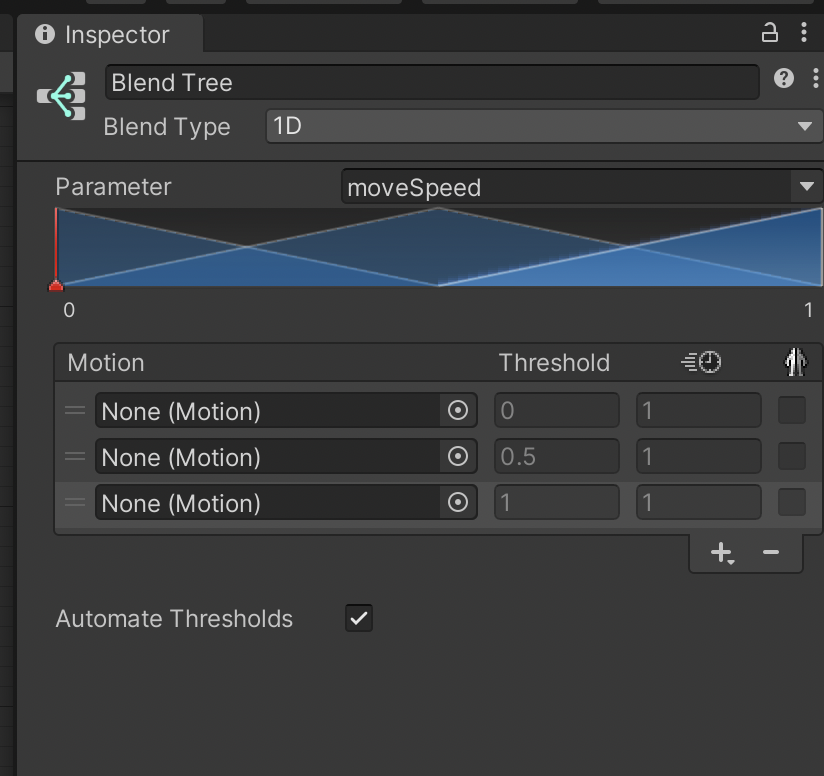 Inspector
Blend Tree
Blend Type 1D
Parameter moveSpeed
0 1
Motion Threshold
None (Motion) 0 1
None (Motion) 0.5 1
None (Motion) 1 1
Automate Thresholds